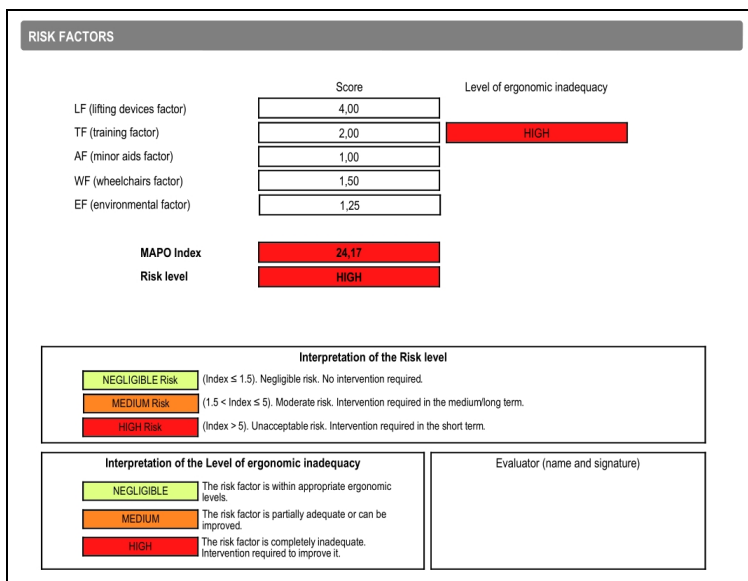 RISK FACTORS
Score Level of ergonomic inadequacy
LF (lifting devices factor) 4,00
TF (training factor) 2,00 HIGH
AF (minor aids factor) 1,00
WF (wheelchairs factor) 1,50
EF (environmental factor) 1,25
MAPO Index 24,17
Risk level HIGH
Interpretation of the Risk level
NEGLIGIBLE Risk (Index ≤ 1.5). Negligible risk. No intervention required.
MEDIUM Risk (1.5 < Index ≤ 5). Moderate risk. Intervention required in the medium/long term.
HIGH Risk (Index > 5). Unacceptable risk. Intervention required in the short term.
Interpretation of the Level of ergonomic inadequacy
NEGLIGIBLE The risk factor is within appropriate ergonomic
levels.
MEDIUM The risk factor is partially adequate or can be
improved.
HIGH The risk factor is completely inadequate.
Intervention required to improve it.
Evaluator (name and signature)